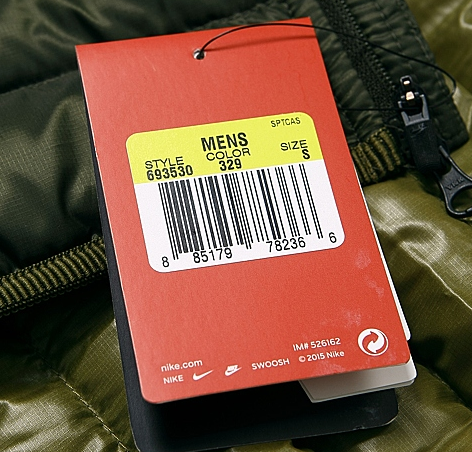 SPTCAS
MENS
STYLE COLOR SIZE
693530 329 S
8 85179 78236 6
nike.com
IM# 526162
NIKE SWOOSH © 2015 Nike